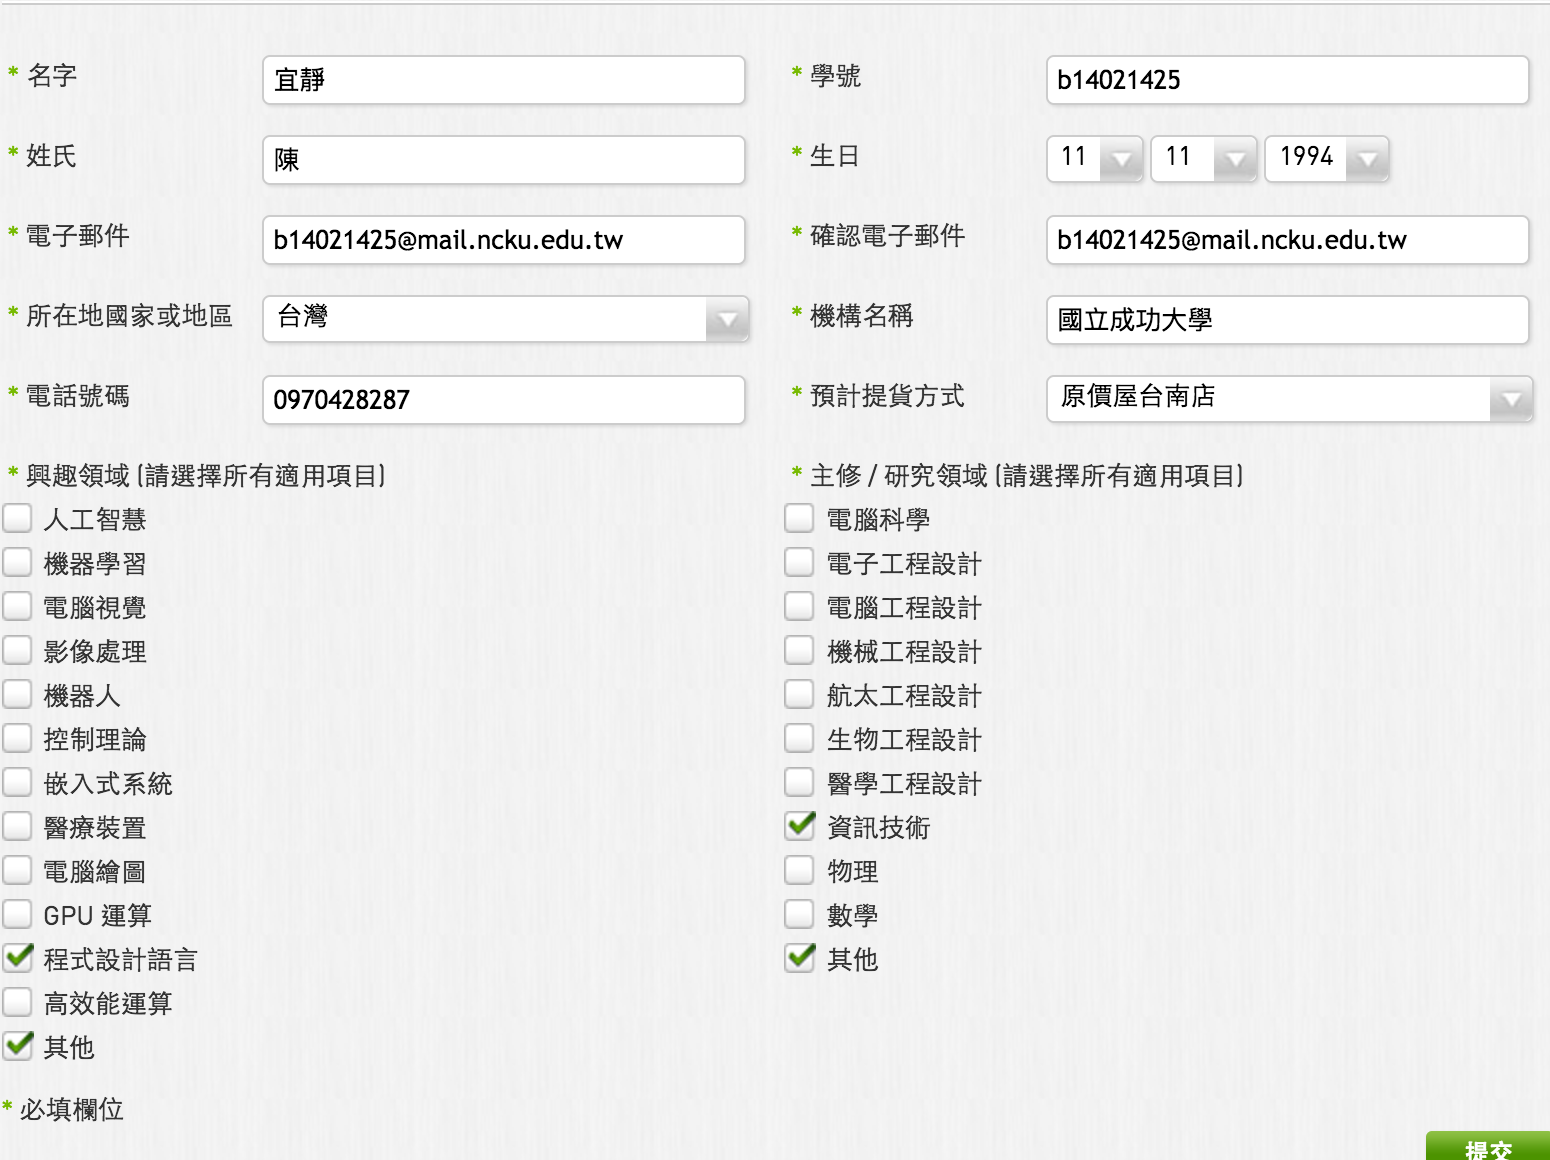 * 名字 宜靜 * 學號 b14021425
* 姓氏 陳 * 生日 11 11 1994
* 電子郵件 b14021425@mail.ncku.edu.tw * 確認電子郵件 b14021425@mail.ncku.edu.tw
* 所在地國家或地區 台灣 * 機構名稱 國立成功大學
* 電話號碼 0970428287 * 預計提貨方式 原價屋台南店
* 興趣領域 (請選擇所有適用項目)
人工智慧
機器學習
電腦視覺
影像處理
機器人
控制理論
嵌入式系統
醫療裝置
電腦繪圖
GPU 運算
程式設計語言
高效能運算
其他
* 主修 / 研究領域 (請選擇所有適用項目)
電腦科學
電子工程設計
電腦工程設計
機械工程設計
航太工程設計
生物工程設計
醫學工程設計
資訊技術
物理
數學
其他
* 必填欄位
提交